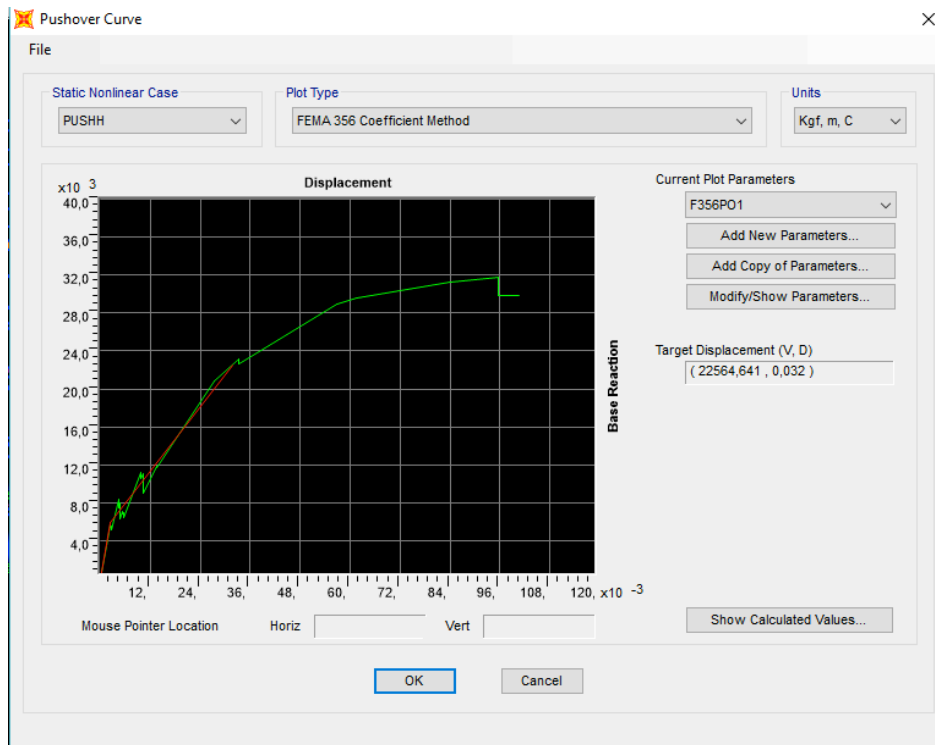 Pushover Curve
File
Static Nonlinear Case
PUSHH
Plot Type
FEMA 356 Coefficient Method
Units
Kgf, m, C
x10 3
Displacement
40,0
36,0
32,0
28,0
24,0
20,0
16,0
12,0
8,0
4,0
12, 24, 36, 48, 60, 72, 84, 96, 108, 120, x10 -3
Base Reaction
Current Plot Parameters
F356PO1
Add New Parameters...
Add Copy of Parameters...
Modify/Show Parameters...
Target Displacement (V, D)
( 22564,641 , 0,032 )
Mouse Pointer Location Horiz Vert
Show Calculated Values...
OK
Cancel